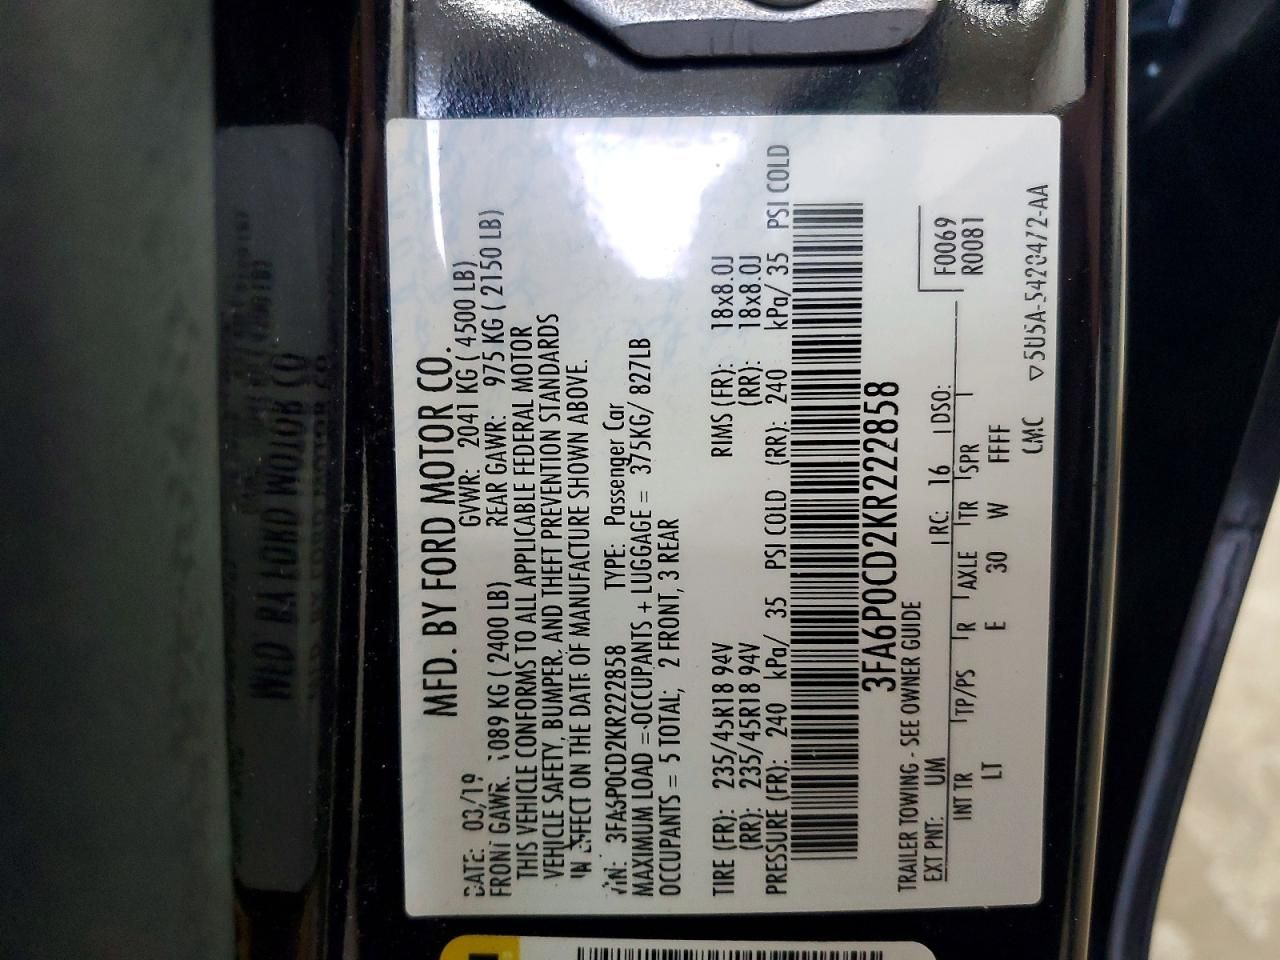 MFD. BY FORD MOTOR CO.
DATE: 03/19 GVWR: 2041 KG ( 4500 LB)
FRONT GAWR: 1089 KG ( 2400 LB) REAR GAWR: 975 KG ( 2150 LB)
THIS VEHICLE CONFORMS TO ALL APPLICABLE FEDERAL MOTOR
VEHICLE SAFETY, BUMPER, AND THEFT PREVENTION STANDARDS
IN EFFECT ON THE DATE OF MANUFACTURE SHOWN ABOVE.
VIN: 3FA6P0CD2KR222858 TYPE: Passenger Car
MAXIMUM LOAD = OCCUPANTS + LUGGAGE = 375KG/ 827LB
OCCUPANTS = 5 TOTAL; 2 FRONT, 3 REAR
TIRE (FR): 235/45R18 94V RIMS (FR): 18x8.0J
(RR): 235/45R18 94V (RR): 18x8.0J
PRESSURE (FR): 240 kPa/ 35 PSI COLD (RR): 240 kPa/ 35 PSI COLD
3FA6P0CD2KR222858
TRAILER TOWING - SEE OWNER GUIDE
F0069
R0081
EXT PNT: UM RC: 16 DSO:
INT TR TP/PS R AXLE TR SPR
LT E 30 W FFF
CMC ▽5U5A-5420472-AA